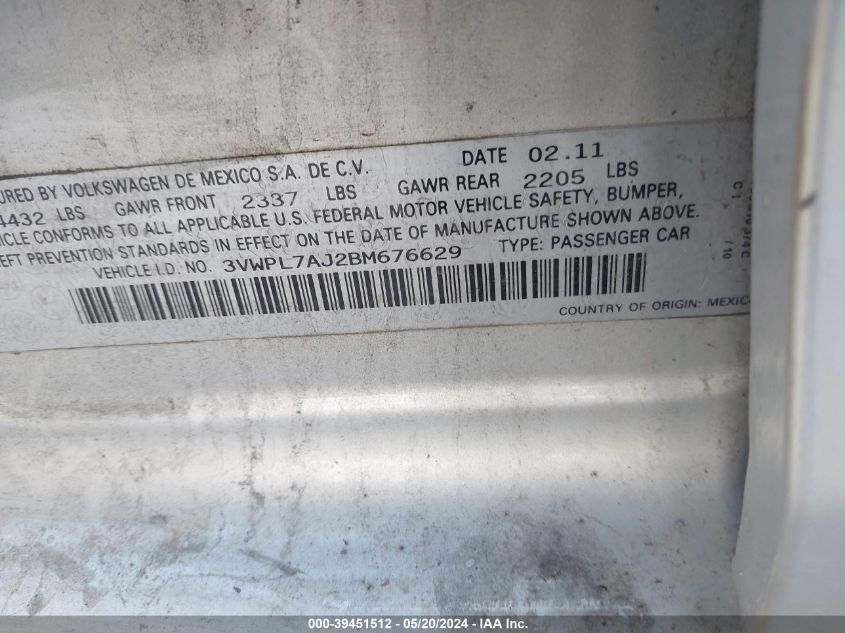 URED BY VOLKSWAGEN DE MEXICO S.A. DE C.V. DATE 02.11
4432 LBS GAWR FRONT 2337 LBS GAWR REAR 2205 LBS
ICLE CONFORMS TO ALL APPLICABLE U.S. FEDERAL MOTOR VEHICLE SAFETY, BUMPER,
EFT PREVENTION STANDARDS IN EFFECT ON THE DATE OF MANUFACTURE SHOWN ABOVE.
VEHICLE I.D. NO. 3VWPL7AJ2BM676629 TYPE: PASSENGER CAR
COUNTRY OF ORIGIN: MEXIC
/10
000-39451512 - 05/20/2024 - IAAI.